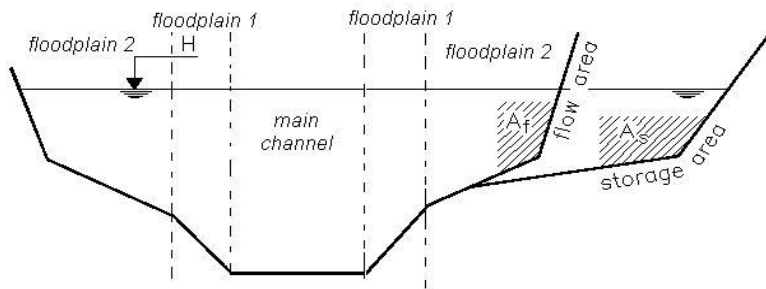 floodplain 1
floodplain 1
floodplain 2
H
floodplain 2
main
channel
Af
flow area
As
storage area